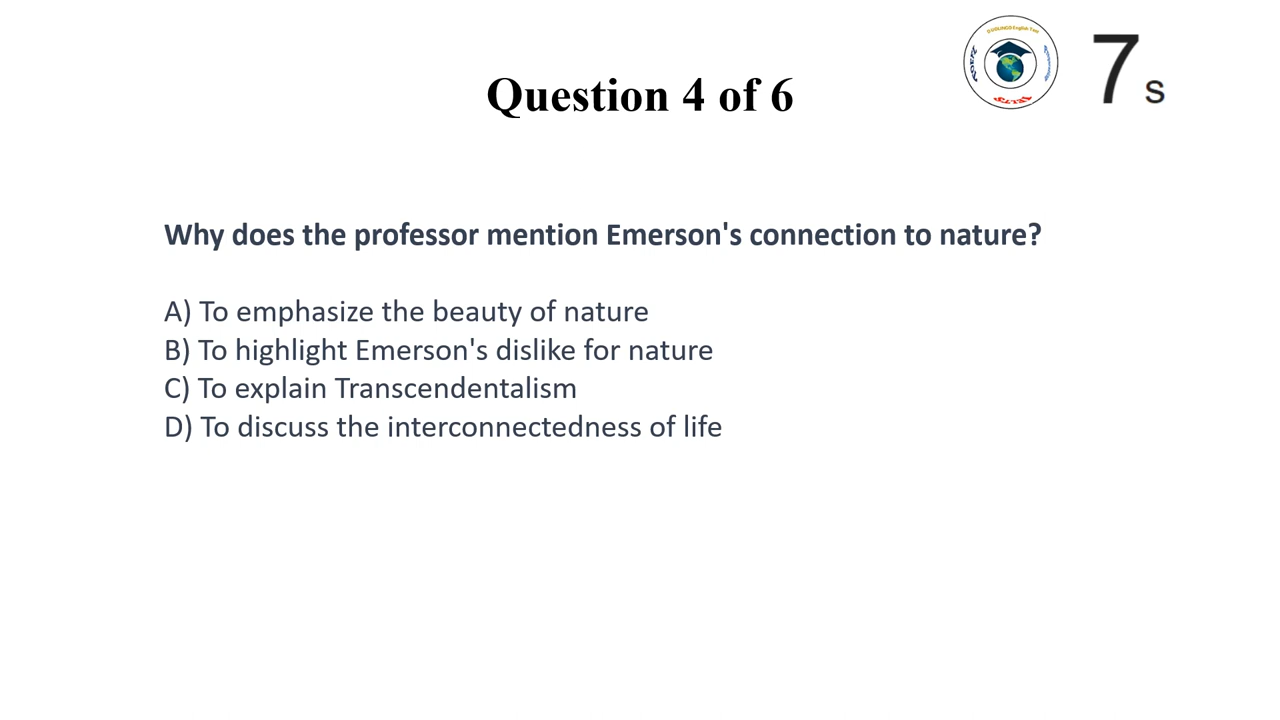 Question 4 of 6
7 s
Why does the professor mention Emerson's connection to nature?
A) To emphasize the beauty of nature
B) To highlight Emerson's dislike for nature
C) To explain Transcendentalism
D) To discuss the interconnectedness of life